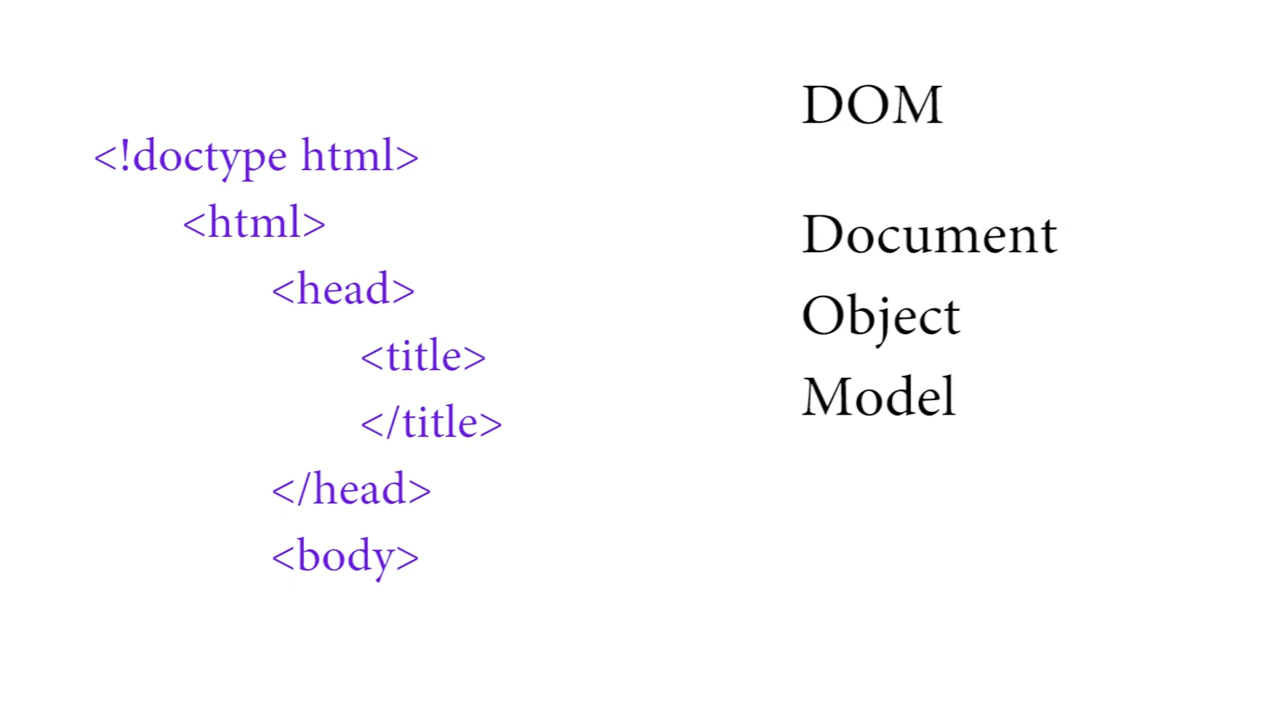 <!doctype html>
<html>
<head>
<title>
</title>
</head>
<body>
DOM
Document
Object
Model